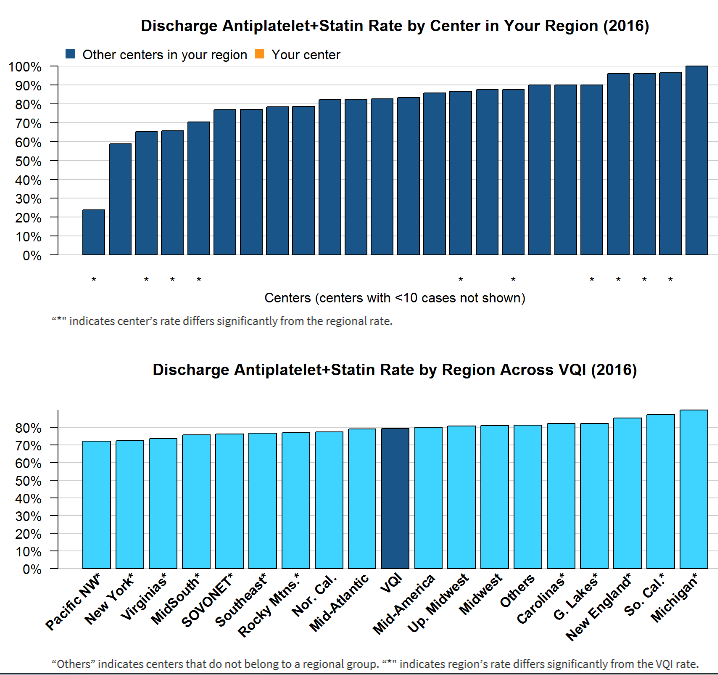 Discharge Antiplatelet+Statin Rate by Center in Your Region (2016)
Other centers in your region Your center
100%
90%
80%
70%
60%
50%
40%
30%
20%
10%
0%
* * * * * * * * * *
Centers (centers with <10 cases not shown)
“*" indicates center’s rate differs significantly from the regional rate.
Discharge Antiplatelet+Statin Rate by Region Across VQI (2016)
80%
70%
60%
50%
40%
30%
20%
10%
0%
Pacific NW*
New York*
Virginias*
MidSouth*
SOVONET*
Southeast*
Rocky Mtns.*
Nor. Cal.
Mid-Atlantic
VQI
Mid-America
Up. Midwest
Midwest
Others
Carolinas*
G. Lakes*
New England*
So. Cal.*
Michigan*
“Others” indicates centers that do not belong to a regional group. “*" indicates region’s rate differs significantly from the VQI rate.